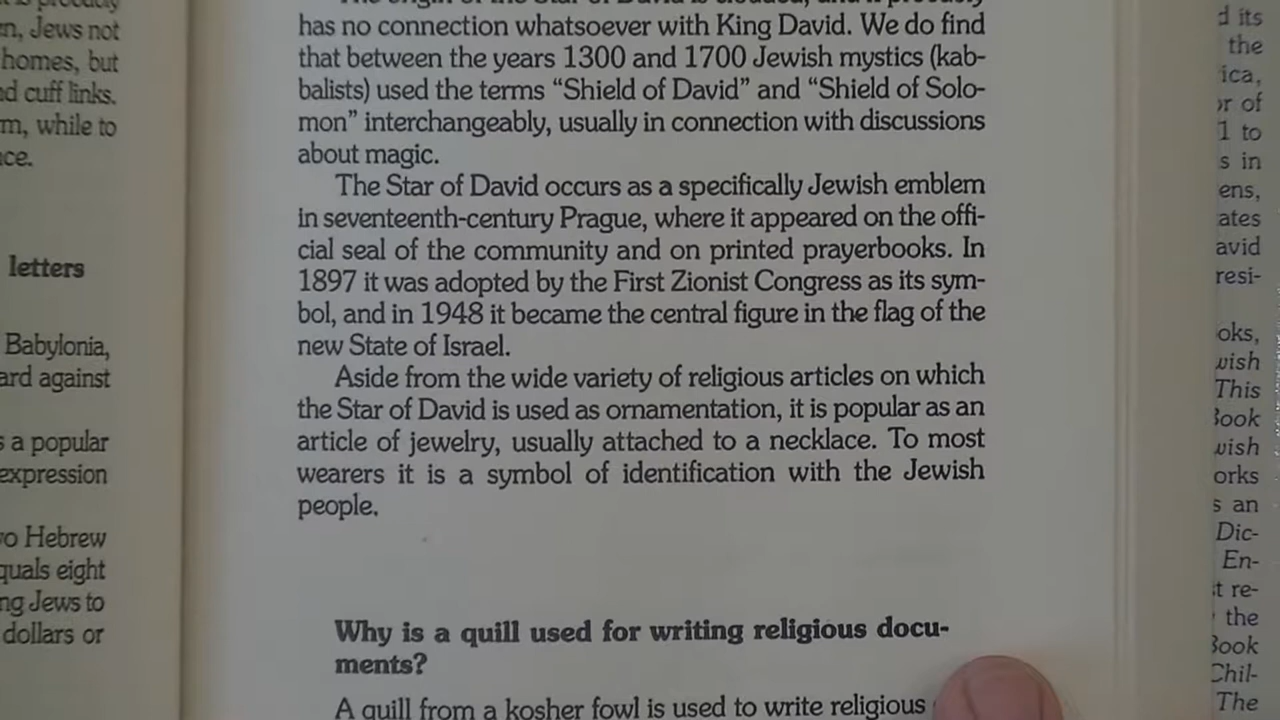 n, Jews not
homes, but
d cuff links.
m, while to
ce.
letters
Babylonia,
ard against
s a popular
expression
o Hebrew
quals eight
ng Jews to
dollars or
has no connection whatsoever with King David. We do find
that between the years 1300 and 1700 Jewish mystics (kab-
balists) used the terms “Shield of David” and “Shield of Solo-
mon” interchangeably, usually in connection with discussions
about magic.
The Star of David occurs as a specifically Jewish emblem
in seventeenth-century Prague, where it appeared on the offi-
cial seal of the community and on printed prayerbooks. In
1897 it was adopted by the First Zionist Congress as its sym-
bol, and in 1948 it became the central figure in the flag of the
new State of Israel.
Aside from the wide variety of religious articles on which
the Star of David is used as ornamentation, it is popular as an
article of jewelry, usually attached to a necklace. To most
wearers it is a symbol of identification with the Jewish
people.
Why is a quill used for writing religious docu-
ments?
A quill from a kosher fowl is used to write religious
d its
the
ica,
or of
1 to
s in
ens,
ates
avid
resi-
oks,
wish
This
Book
wish
orks
s an
Dic-
En-
t re-
the
Book
Chil-
The